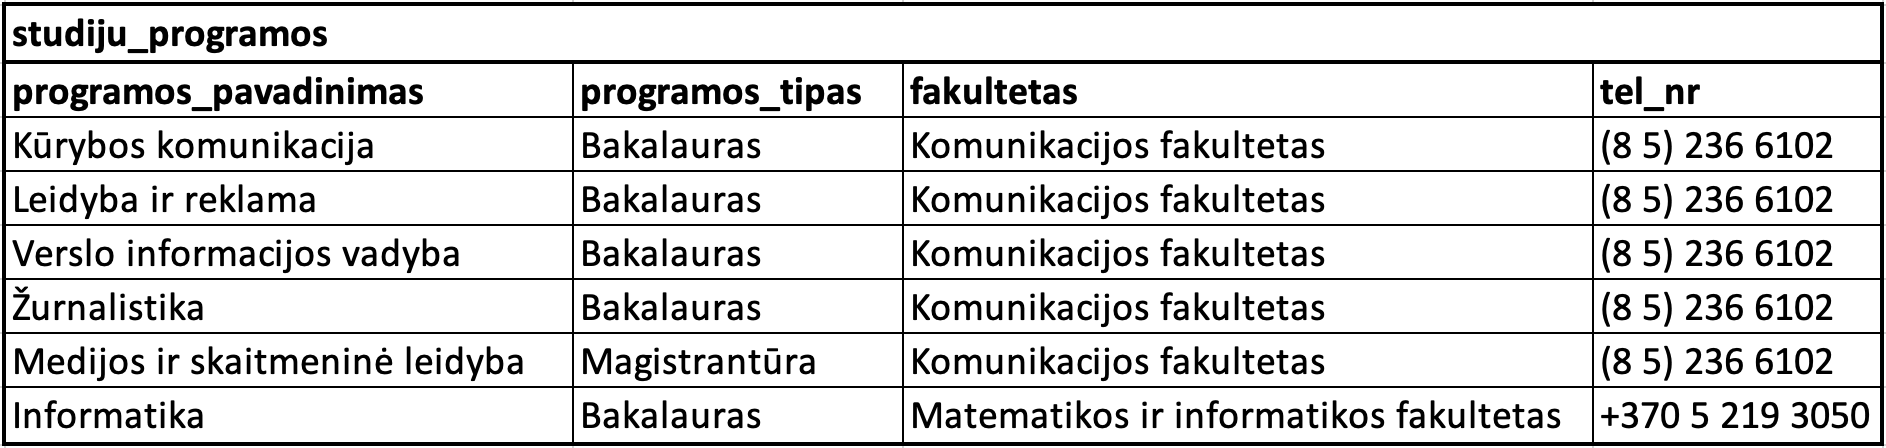 studiju_programos
programos_pavadinimas programos_tipas fakultetas tel_nr
Kūrybos komunikacija Bakalauras Komunikacijos fakultetas (8 5) 236 6102
Leidyba ir reklama Bakalauras Komunikacijos fakultetas (8 5) 236 6102
Verslo informacijos vadyba Bakalauras Komunikacijos fakultetas (8 5) 236 6102
Žurnalistika Bakalauras Komunikacijos fakultetas (8 5) 236 6102
Medijos ir skaitmeninė leidyba Magistrantūra Komunikacijos fakultetas (8 5) 236 6102
Informatika Bakalauras Matematikos ir informatikos fakultetas +370 5 219 3050